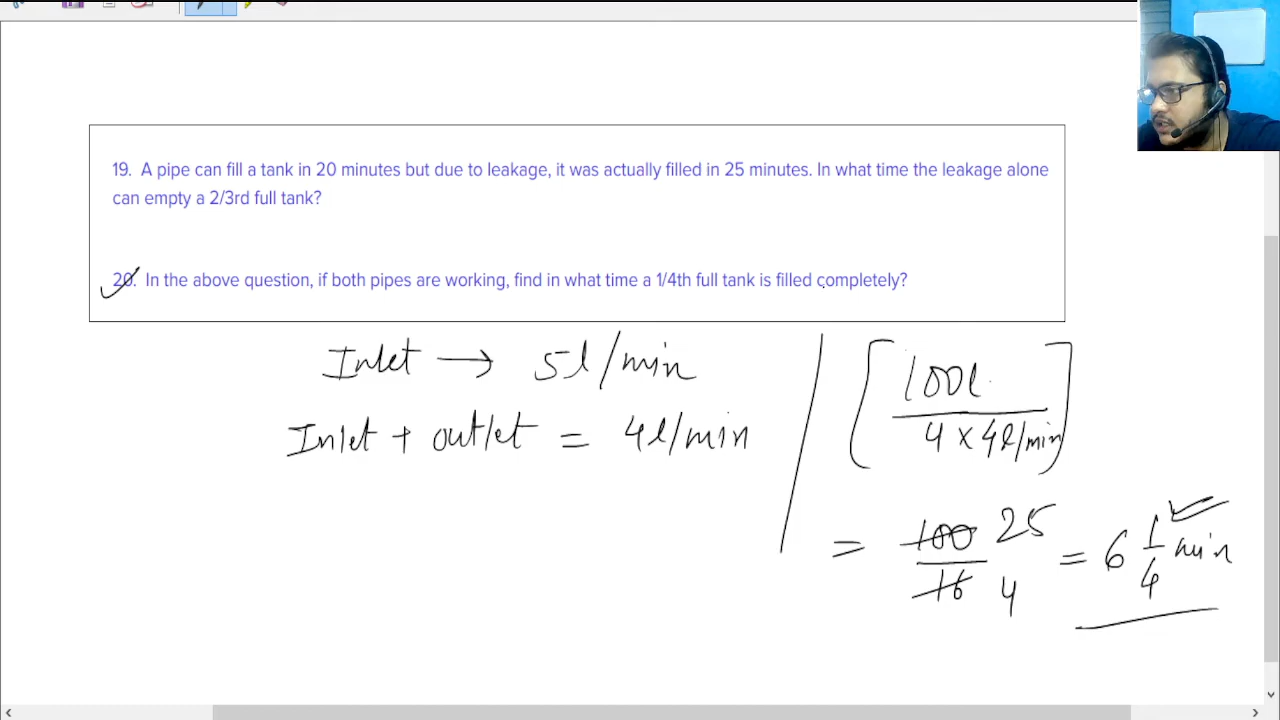 19. A pipe can fill a tank in 20 minutes but due to leakage, it was actually filled in 25 minutes. In what time the leakage alone
can empty a 2/3rd full tank?
20. In the above question, if both pipes are working, find in what time a 1/4th full tank is filled completely?
Inlet → 5l/min
Inlet + outlet = 4l/min
[100l
4 × 4l/min]
= 100 25
16 4
= 6 1/4 min